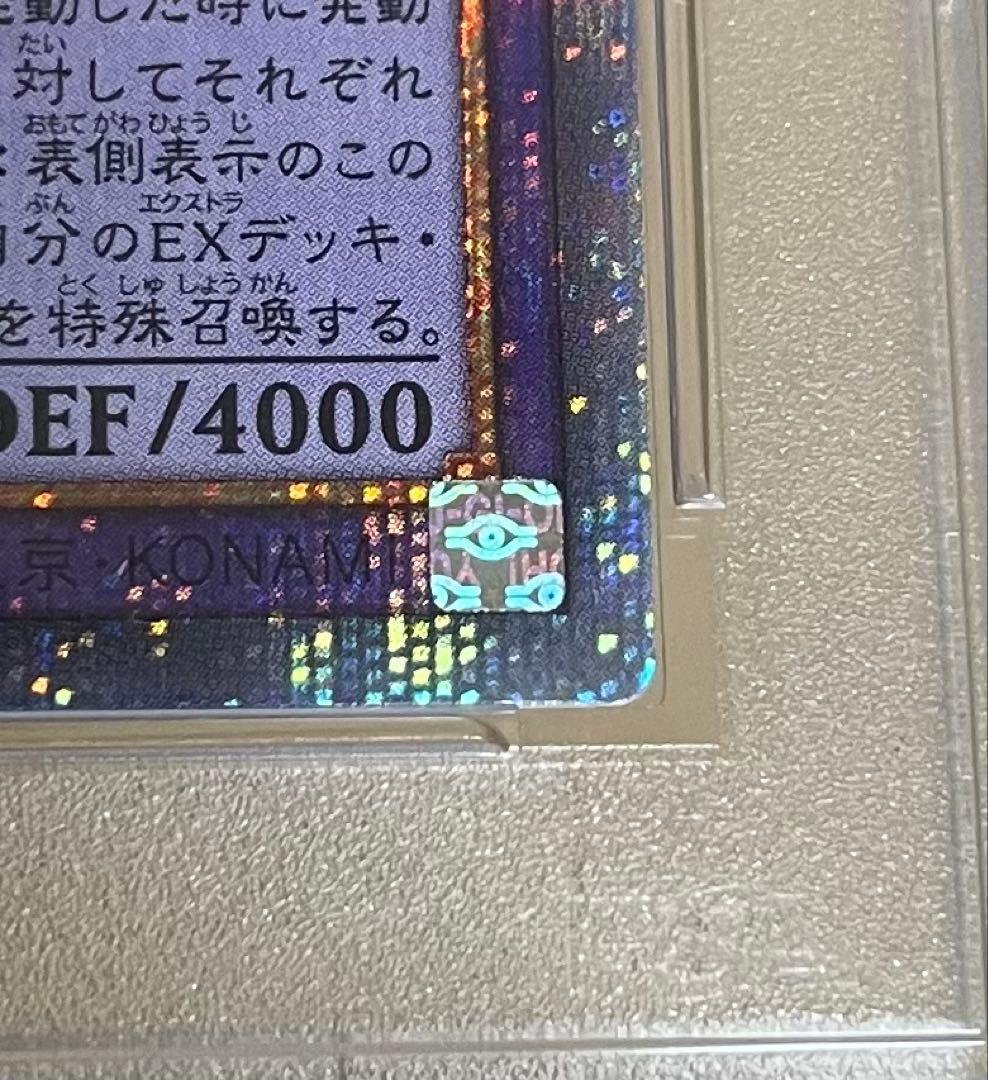 動した時に発動
たい
対してそれぞれ
おもてがわひょうじ
表側表示のこの
ぶん エクストラ
分のEXデッキ・
とくしゅしょうかん
を特殊召喚する。
DEF/4000
京・KONAMI